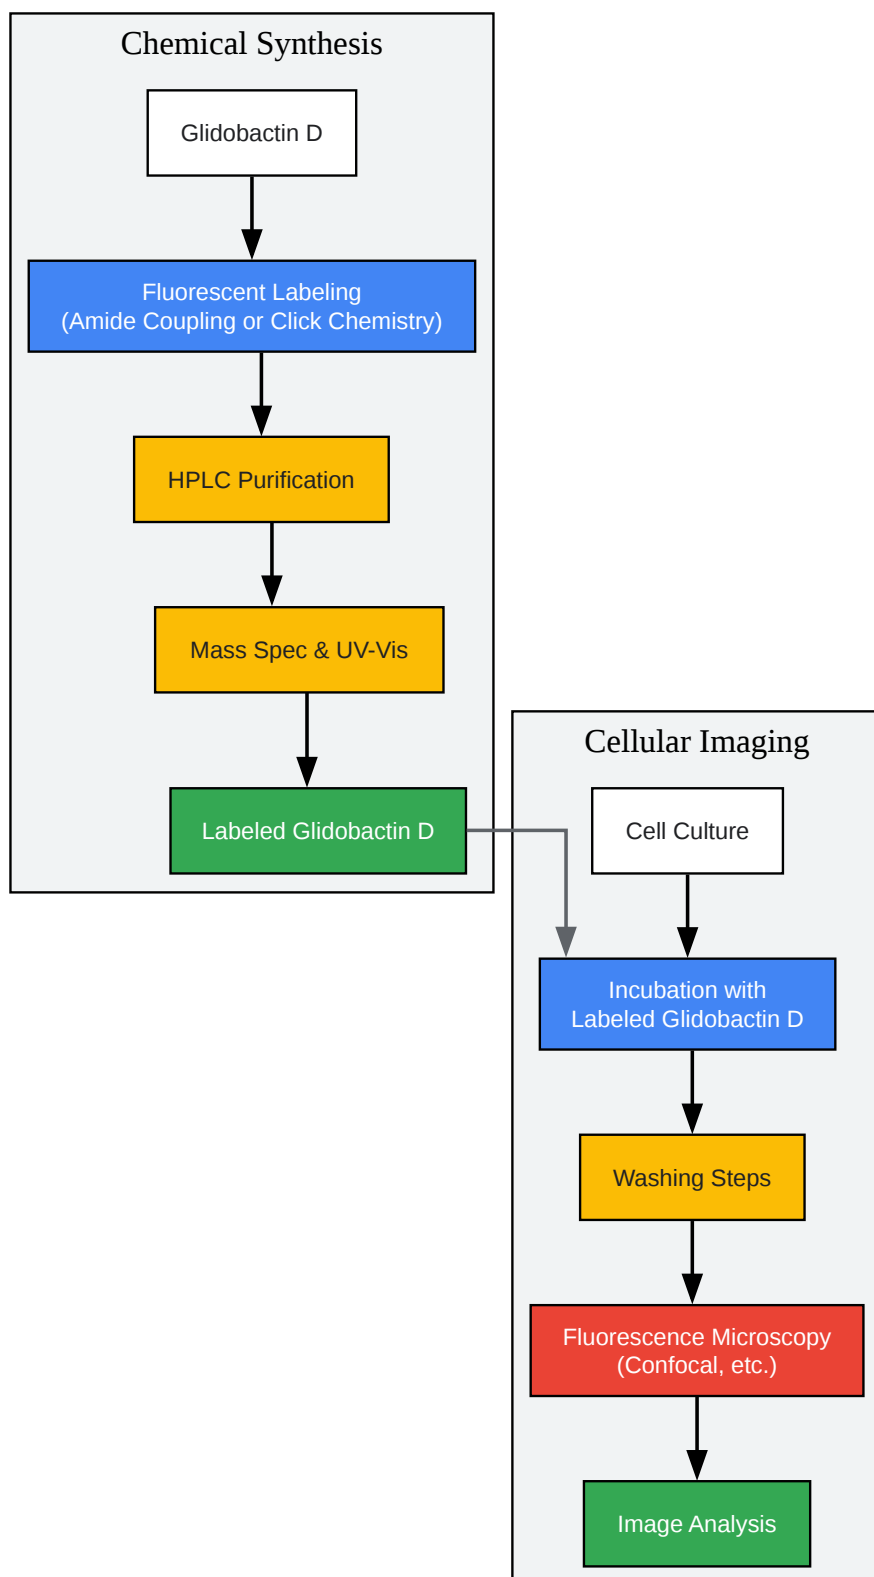 Chemical Synthesis
Glidobactin D
Fluorescent Labeling
(Amide Coupling or Click Chemistry)
HPLC Purification
Mass Spec & UV-Vis
Labeled Glidobactin D
Cellular Imaging
Cell Culture
Incubation with
Labeled Glidobactin D
Washing Steps
Fluorescence Microscopy
(Confocal, etc.)
Image Analysis